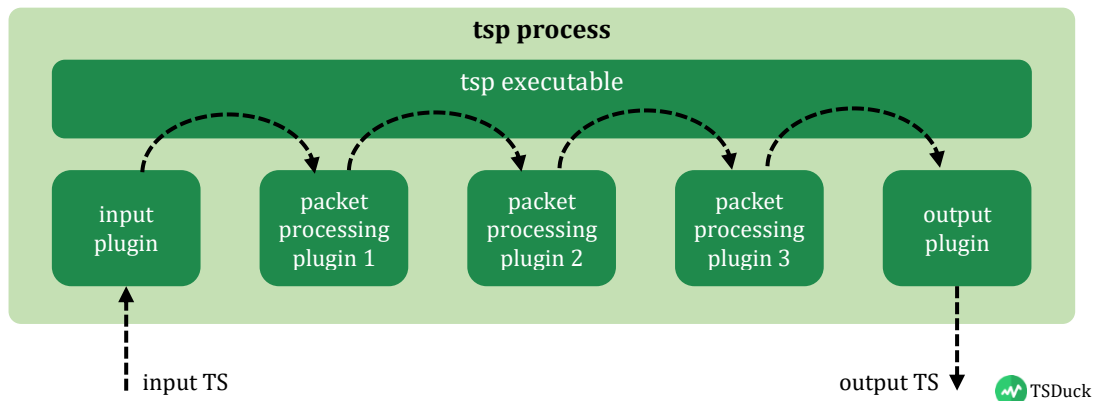 tsp process
tsp executable
input
plugin
packet
processing
plugin 1
packet
processing
plugin 2
packet
processing
plugin 3
output
plugin
input TS
output TS
TSDuck